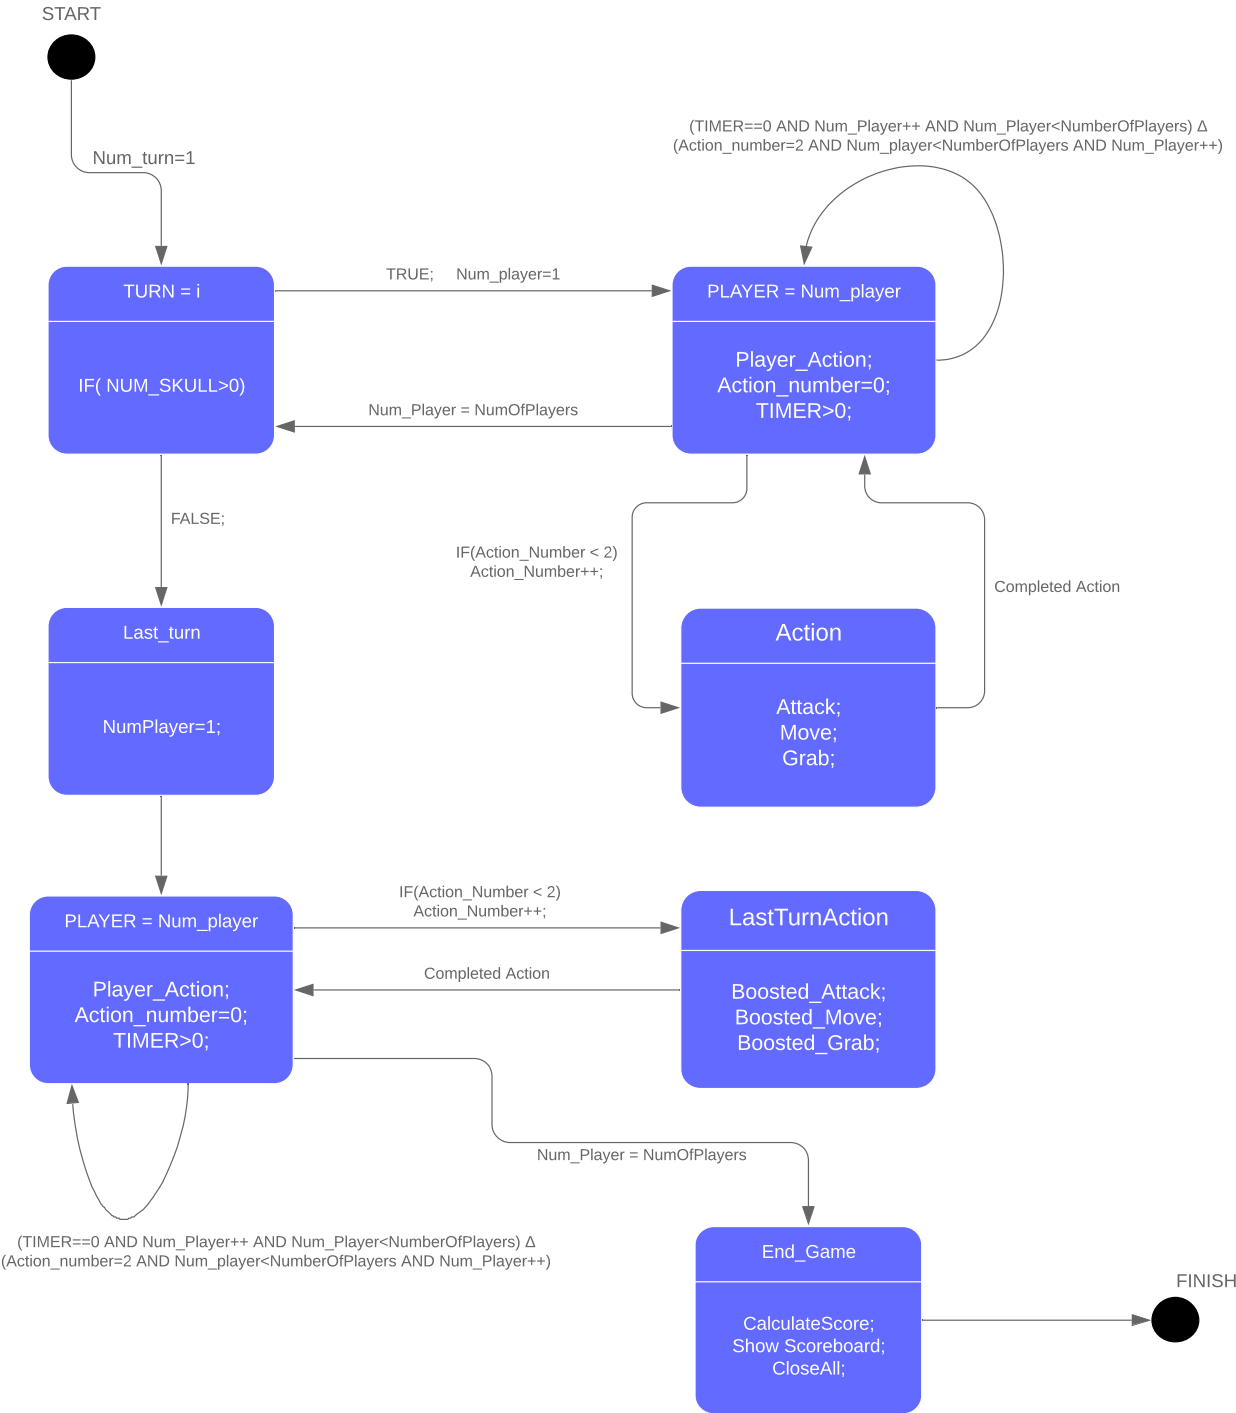 START
Num_turn=1
(TIMER==0 AND Num_Player++ AND Num_Player<NumberOfPlayers) Δ
(Action_number=2 AND Num_player<NumberOfPlayers AND Num_Player++)
TURN = i
IF( NUM_SKULL>0)
TRUE; Num_player=1
PLAYER = Num_player
Player_Action;
Action_number=0;
TIMER>0;
Num_Player = NumOfPlayers
FALSE;
IF(Action_Number < 2)
Action_Number++;
Completed Action
Last_turn
NumPlayer=1;
Action
Attack;
Move;
Grab;
PLAYER = Num_player
Player_Action;
Action_number=0;
TIMER>0;
IF(Action_Number < 2)
Action_Number++;
Completed Action
LastTurnAction
Boosted_Attack;
Boosted_Move;
Boosted_Grab;
Num_Player = NumOfPlayers
(TIMER==0 AND Num_Player++ AND Num_Player<NumberOfPlayers) Δ
(Action_number=2 AND Num_player<NumberOfPlayers AND Num_Player++)
End_Game
CalculateScore;
Show Scoreboard;
CloseAll;
FINISH